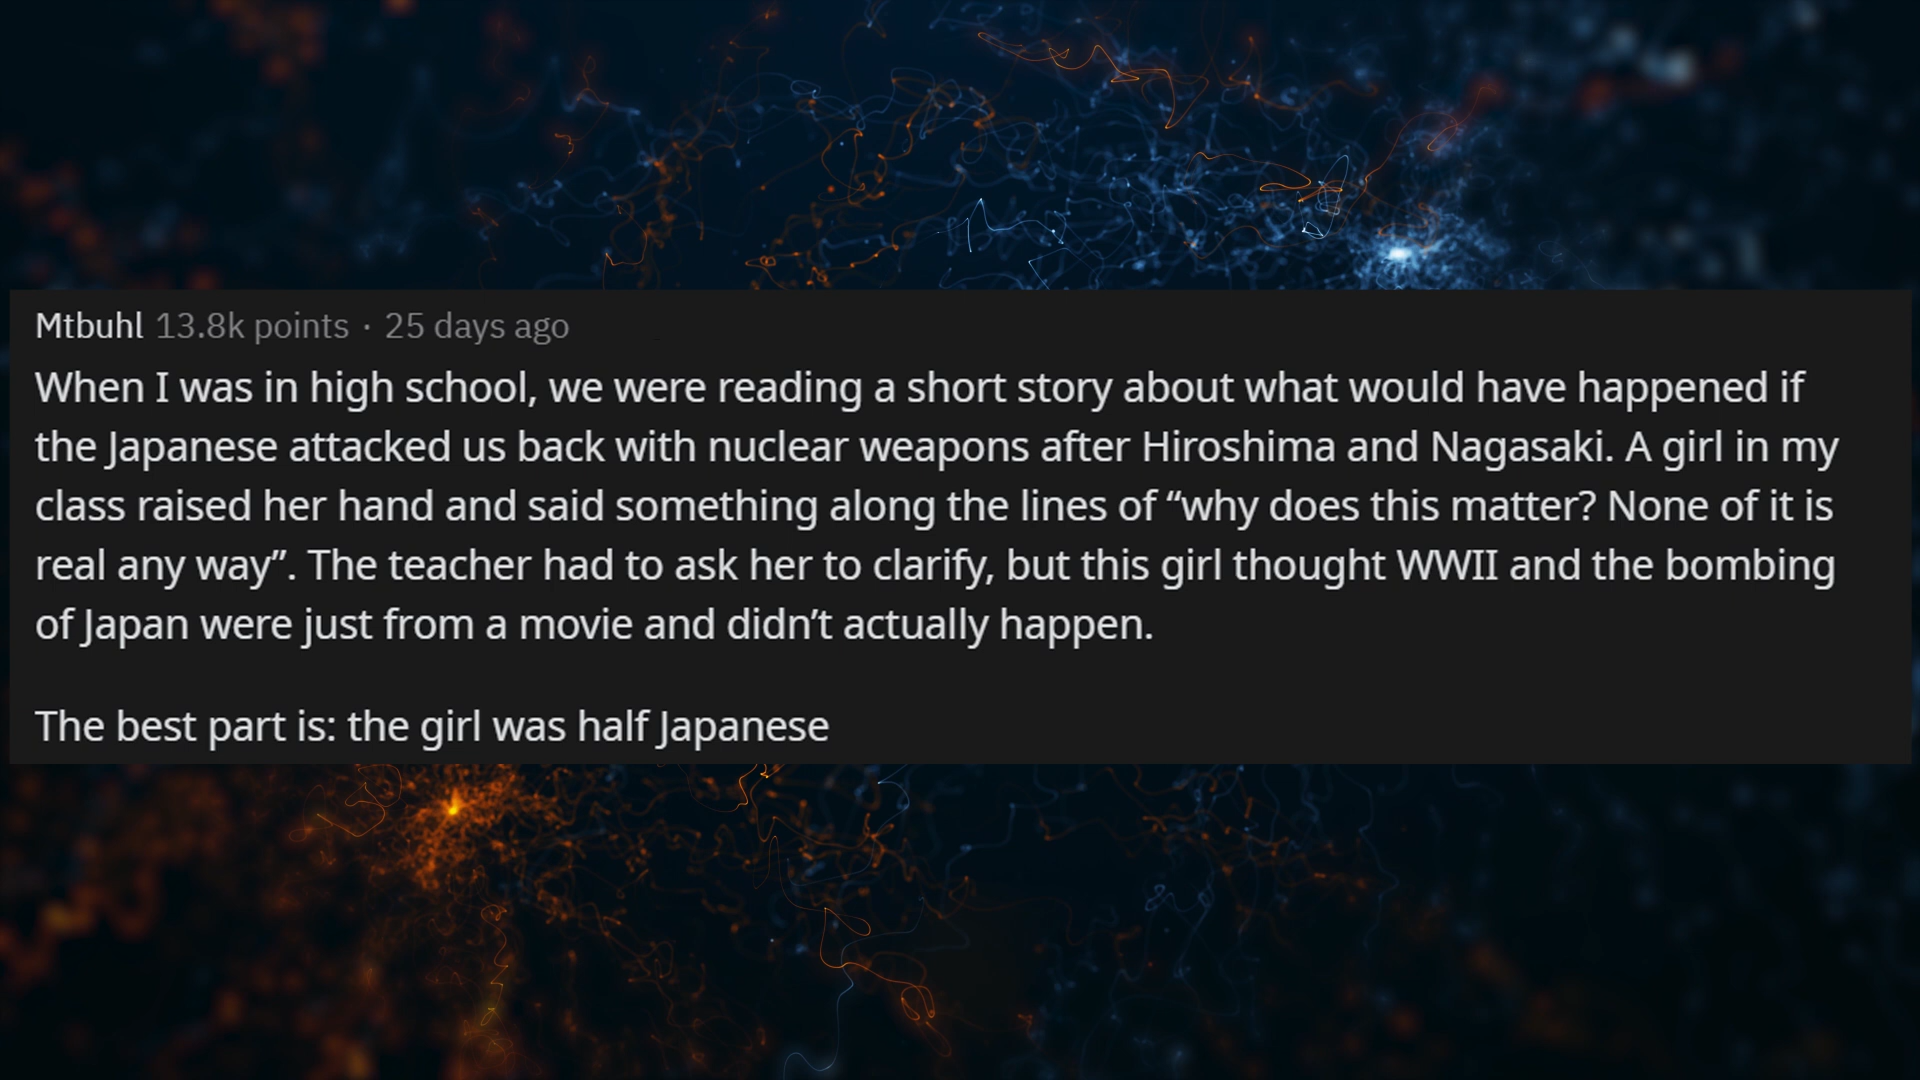 Mtbuhl 13.8k points · 25 days ago
When I was in high school, we were reading a short story about what would have happened if
the Japanese attacked us back with nuclear weapons after Hiroshima and Nagasaki. A girl in my
class raised her hand and said something along the lines of “why does this matter? None of it is
real any way”. The teacher had to ask her to clarify, but this girl thought WWII and the bombing
of Japan were just from a movie and didn’t actually happen.
The best part is: the girl was half Japanese